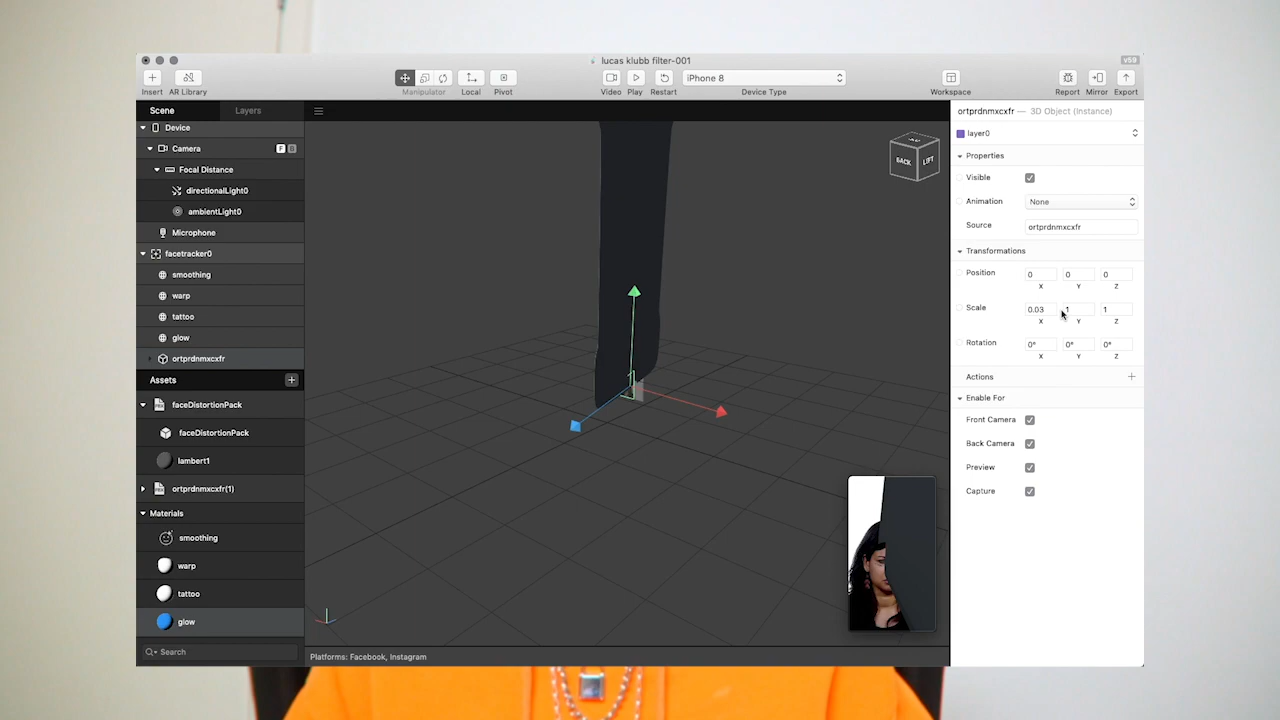 lucas klubb filter-001
v59
Insert
AR Library
Manipulator
Local
Pivot
Video
Play
Restart
iPhone 8
Device Type
Workspace
Report
Mirror
Export
Scene
Layers
Device
Camera
F
Focal Distance
directionalLight0
ambientLight0
Microphone
facetracker0
smoothing
warp
tattoo
glow
ortprdnmxcxfr
Assets
faceDistortionPack
faceDistortionPack
lambert1
ortprdnmxcxfr(1)
Materials
smoothing
warp
tattoo
glow
Search
BACK
LIFT
Platforms: Facebook, Instagram
ortprdnmxcxfr — 3D Object (Instance)
layer0
Properties
Visible
Animation
None
Source
ortprdnmxcxfr
Transformations
Position
0
0
0
X
Y
Z
Scale
0.03
1
1
X
Y
Z
Rotation
0°
0°
0°
X
Y
Z
Actions
Enable For
Front Camera
Back Camera
Preview
Capture